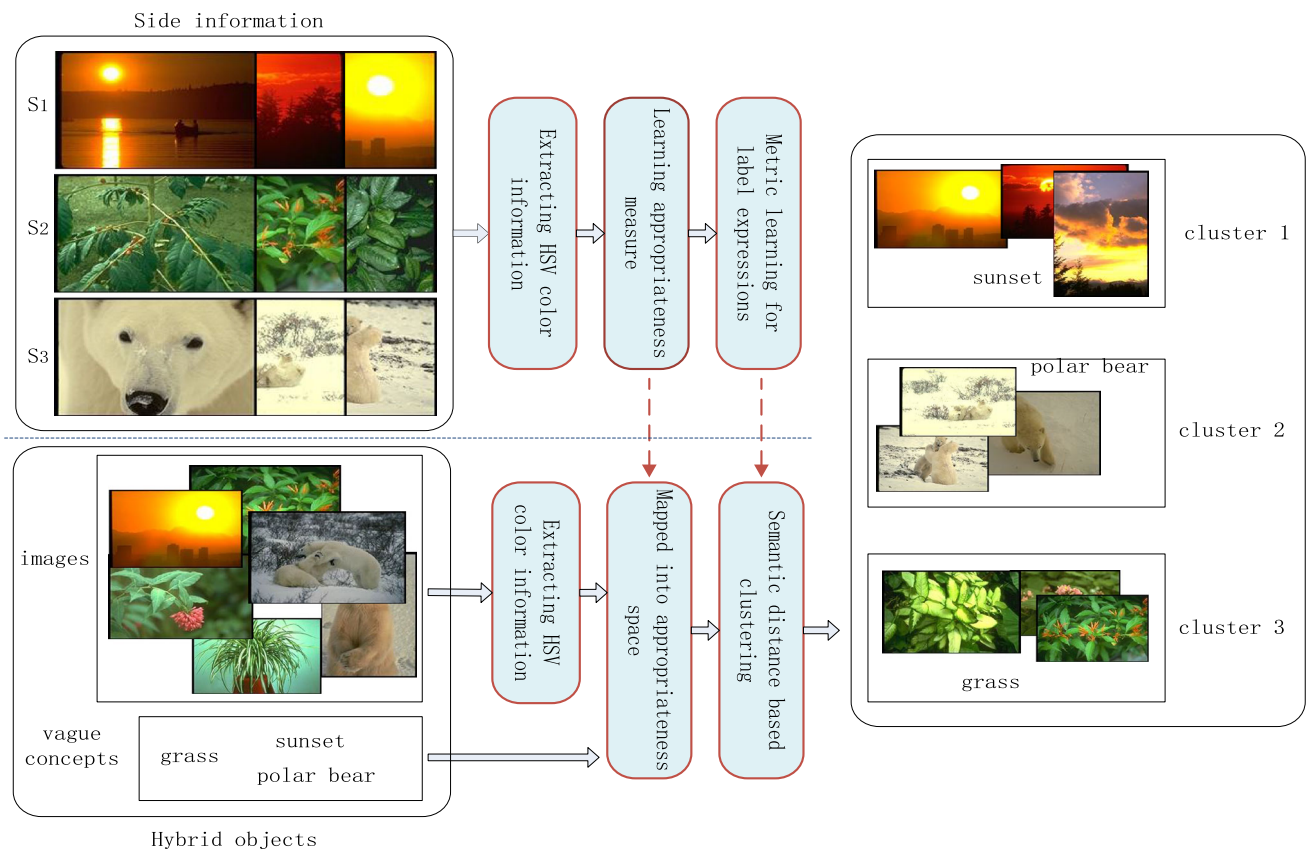 Side information
S1
S2
S3
Extracting HSV color
information
Learning appropriateness
measure
Metric learning for
label expressions
images
vague
concepts
grass
sunset
polar bear
Hybrid objects
Extracting HSV
color information
Mapped into appropriateness
space
Semantic distance based
clustering
sunset
cluster 1
polar bear
cluster 2
grass
cluster 3